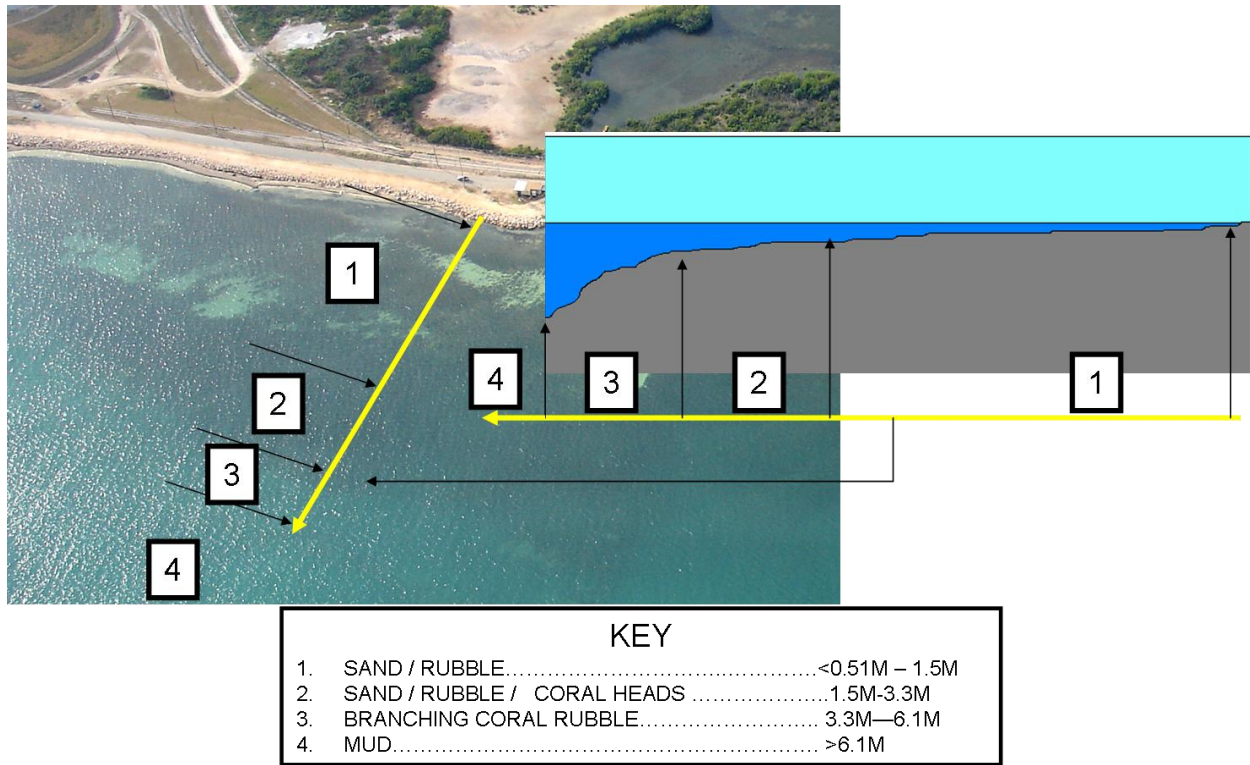 1
2
3
4
4
3
2
1
KEY
1. SAND / RUBBLE……………………………………………<0.51M – 1.5M
2. SAND / RUBBLE / CORAL HEADS ………………….1.5M-3.3M
3. BRANCHING CORAL RUBBLE…………………………. 3.3M—6.1M
4. MUD………………………………………………………. >6.1M